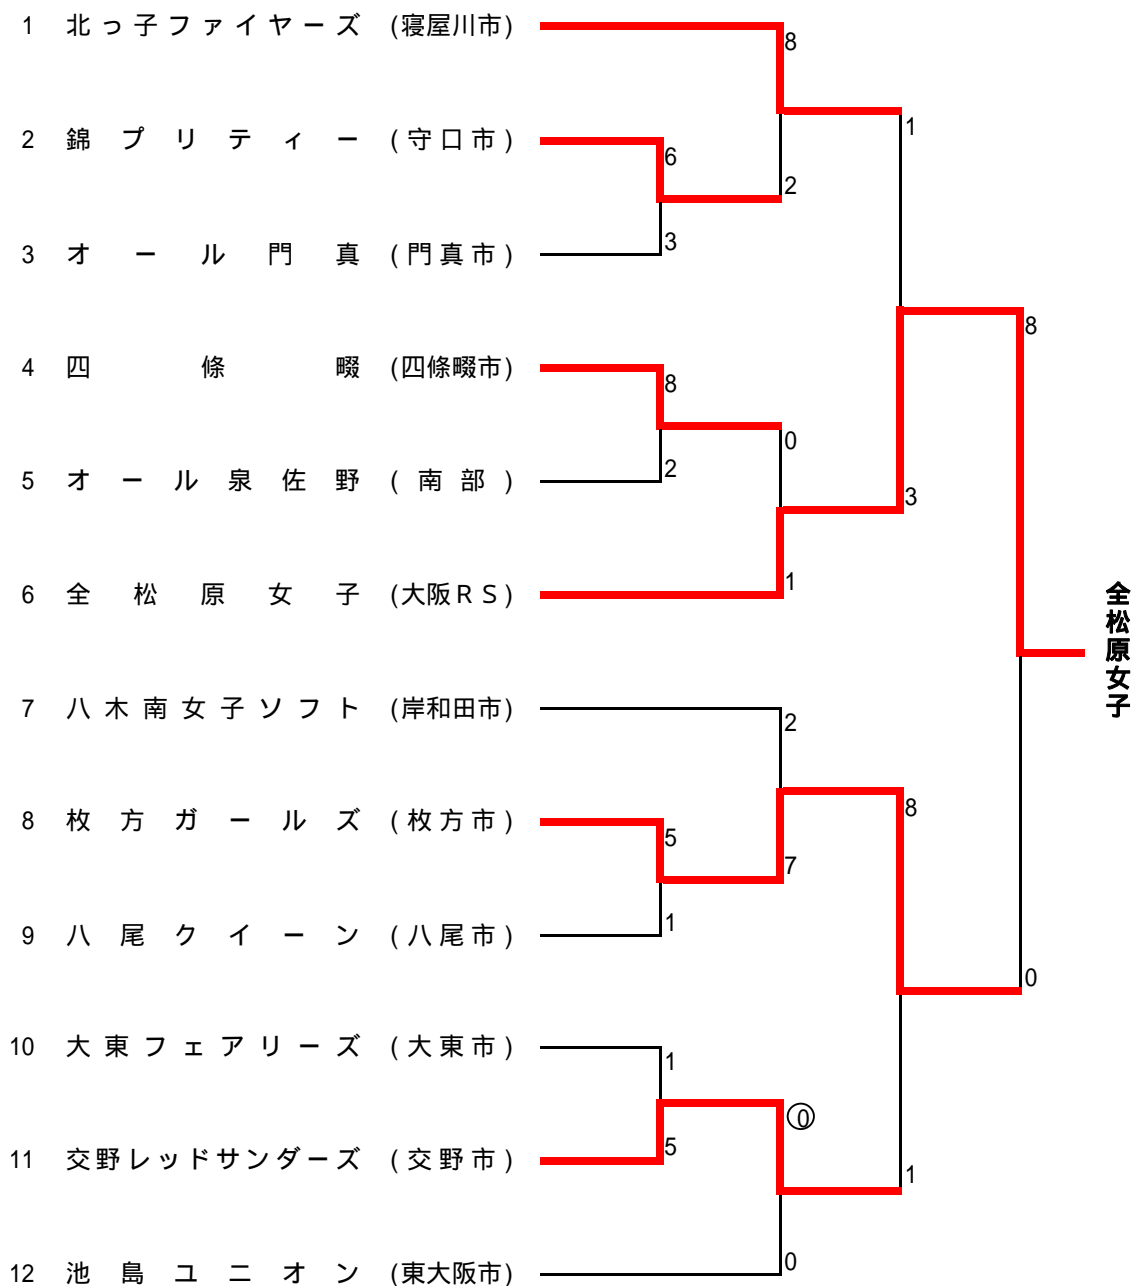 1 北っ子ファイヤーズ (寝屋川市)
8
1
2 錦プリティー (守口市)
6
2
3 オール門真 (門真市)
3
8
4 四條畷 (四條畷市)
8
0
5 オール泉佐野 (南部)
2
3
6 全松原女子 (大阪RS)
1
全松原女子
7 八木南女子ソフト (岸和田市)
2
8
8 枚方ガールズ (枚方市)
5
7
9 八尾クイーン (八尾市)
1
0
10 大東フェアリーズ (大東市)
1
⓪
11 交野レッドサンダーズ (交野市)
5
1
12 池島ユニオン (東大阪市)
0